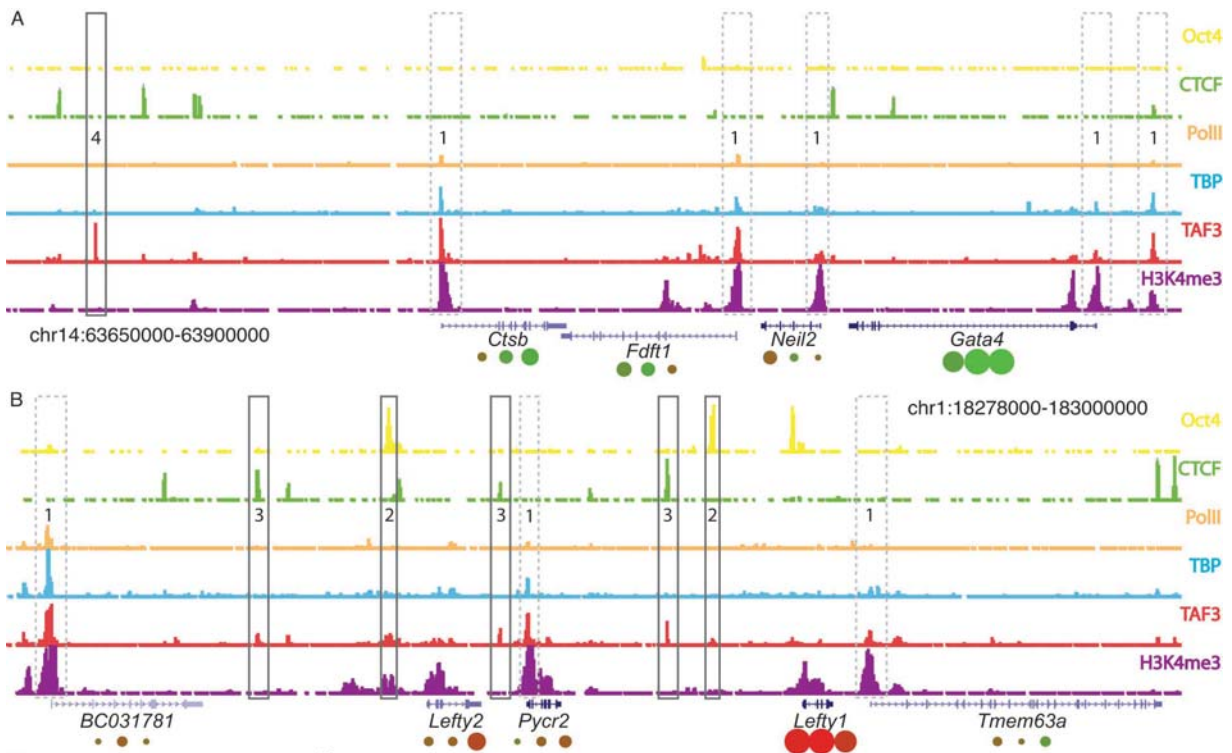 A
Oct4
CTCF
4 1 1 1 1 1
PolII
TBP
TAF3
H3K4me3
chr14:63650000-63900000
Ctsb Fdft1 Neil2 Gata4
B
chr1:18278000-183000000
Oct4
CTCF
1 3 2 3 1 3 2 1
PolII
TBP
TAF3
H3K4me3
BC031781 Lefty2 Pycr2 Lefty1 Tmem63a